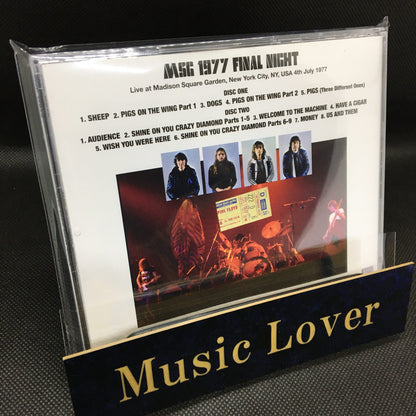 MSG 1977 FINAL NIGHT
Live at Madison Square Garden, New York City, NY, USA 4th July 1977
DISC ONE
1. SHEEP 2. PIGS ON THE WING Part 1 3. DOGS 4. PIGS ON THE WING Part 2 5. PIGS (Three Different Ones)
DISC TWO
1. AUDIENCE 2. SHINE ON YOU CRAZY DIAMOND Parts 1-5 3. WELCOME TO THE MACHINE 4. HAVE A CIGAR
5. WISH YOU WERE HERE 6. SHINE ON YOU CRAZY DIAMOND Parts 6-9 7. MONEY 8. US AND THEM
PINK FLOYD
Music Lover